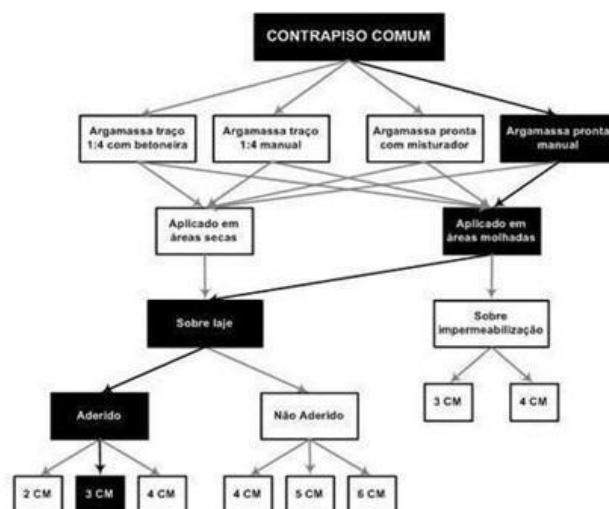 CONTRAPISO COMUM
Argamassa traço
1:4 com betoneira
Argamassa traço
1:4 manual
Argamassa pronta
com misturador
Argamassa pronta
manual
Aplicado em
áreas secas
Aplicado em
áreas molhadas
Sobre laje
Sobre
impermeabilização
3 CM
4 CM
Aderido
Não Aderido
2 CM
3 CM
4 CM
4 CM
5 CM
6 CM